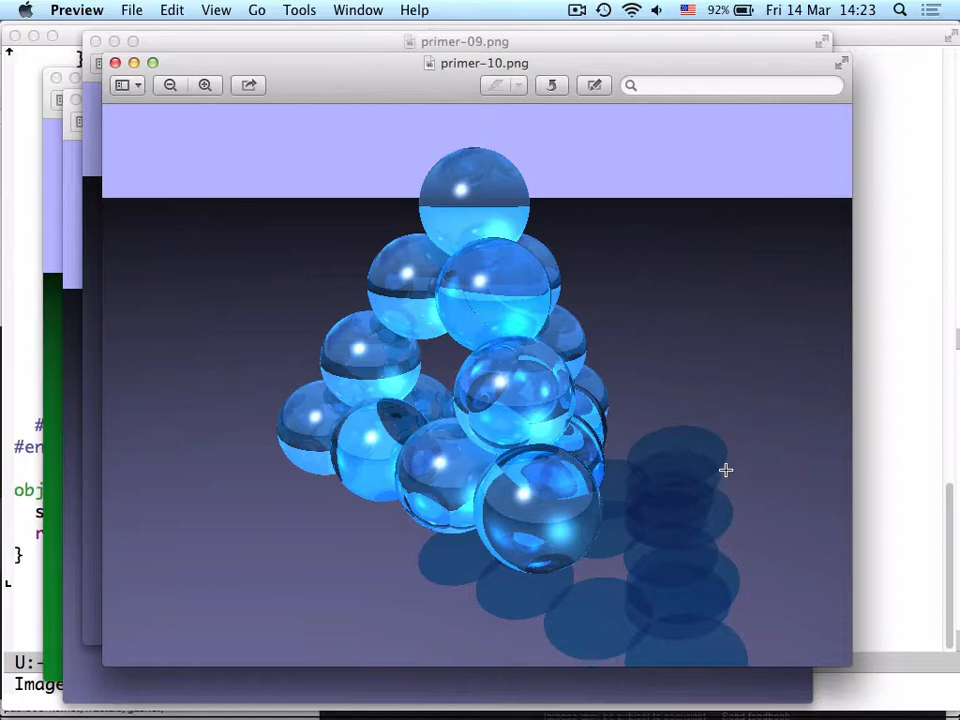 Preview File Edit View Go Tools Window Help 92% Fri 14 Mar 14:23
primer-09.png
primer-10.png
}
#
#en
obj
s
r
}
U:-
Imag